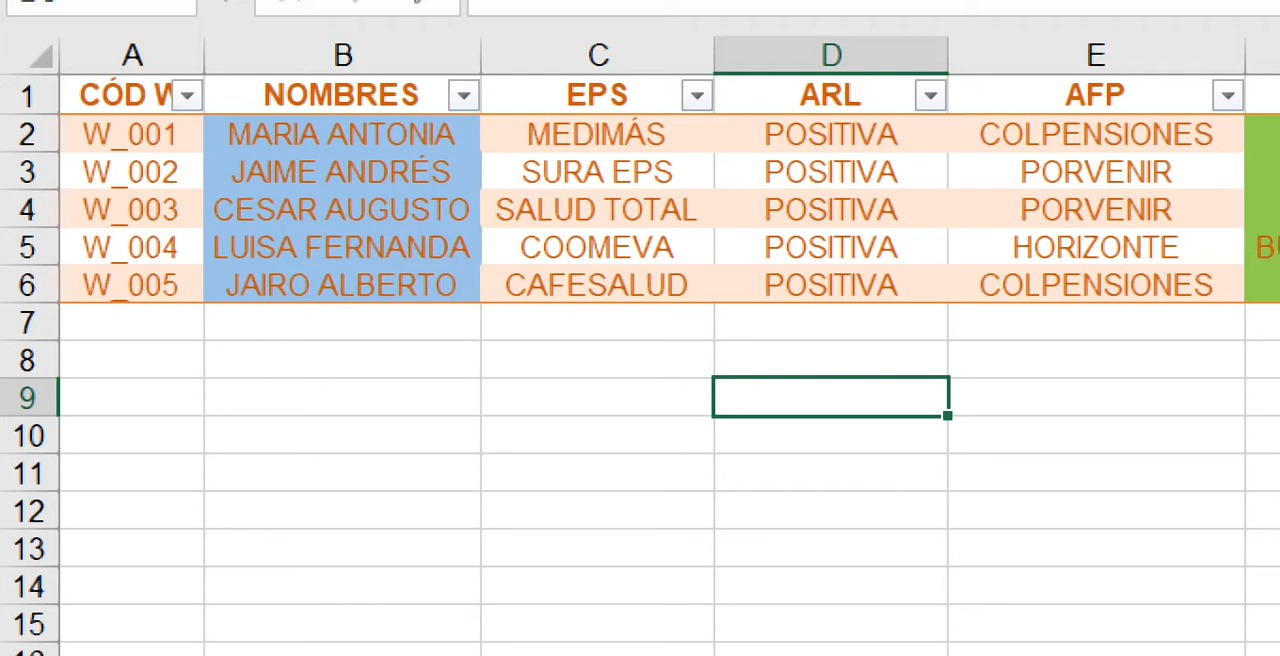 A B C D E
1 CÓD W NOMBRES EPS ARL AFP
2 W_001 MARIA ANTONIA MEDIMÁS POSITIVA COLPENSIONES
3 W_002 JAIME ANDRÉS SURA EPS POSITIVA PORVENIR
4 W_003 CESAR AUGUSTO SALUD TOTAL POSITIVA PORVENIR
5 W_004 LUISA FERNANDA COOMEVA POSITIVA HORIZONTE
6 W_005 JAIRO ALBERTO CAFESALUD POSITIVA COLPENSIONES
7
8
9
10
11
12
13
14
15